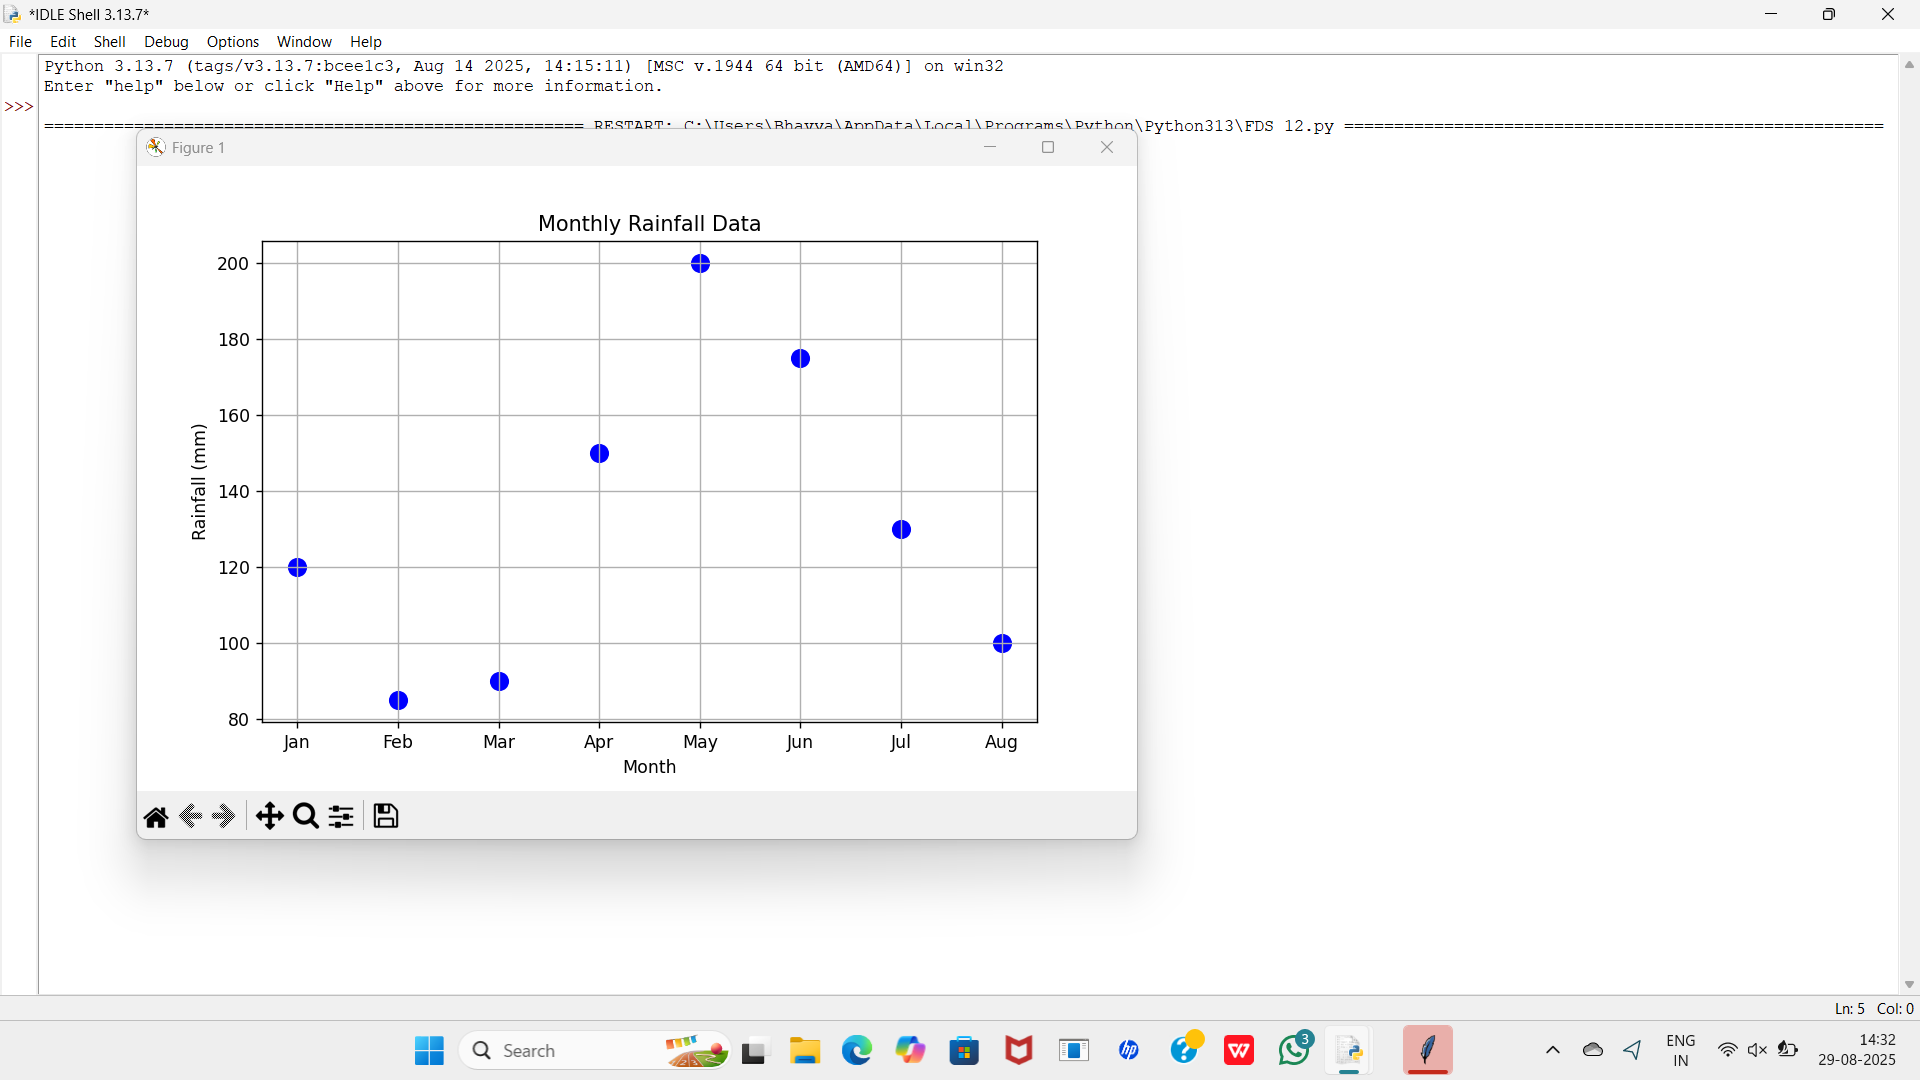 *IDLE Shell 3.13.7*
File Edit Shell Debug Options Window Help
Python 3.13.7 (tags/v3.13.7:bcee1c3, Aug 14 2025, 14:15:11) [MSC v.1944 64 bit (AMD64)] on win32
Enter "help" below or click "Help" above for more information.
>>>
====================================================== RESTART: C:\Users\Bhavya\AppData\Local\Programs\Python\Python313\FDS 12.py ======================================================
Figure 1
Monthly Rainfall Data
200
180
160
140
120
100
80
Rainfall (mm)
Jan Feb Mar Apr May Jun Jul Aug
Month
Ln: 5 Col: 0
Search
hp
W
3
ENG
IN
14:32
29-08-2025